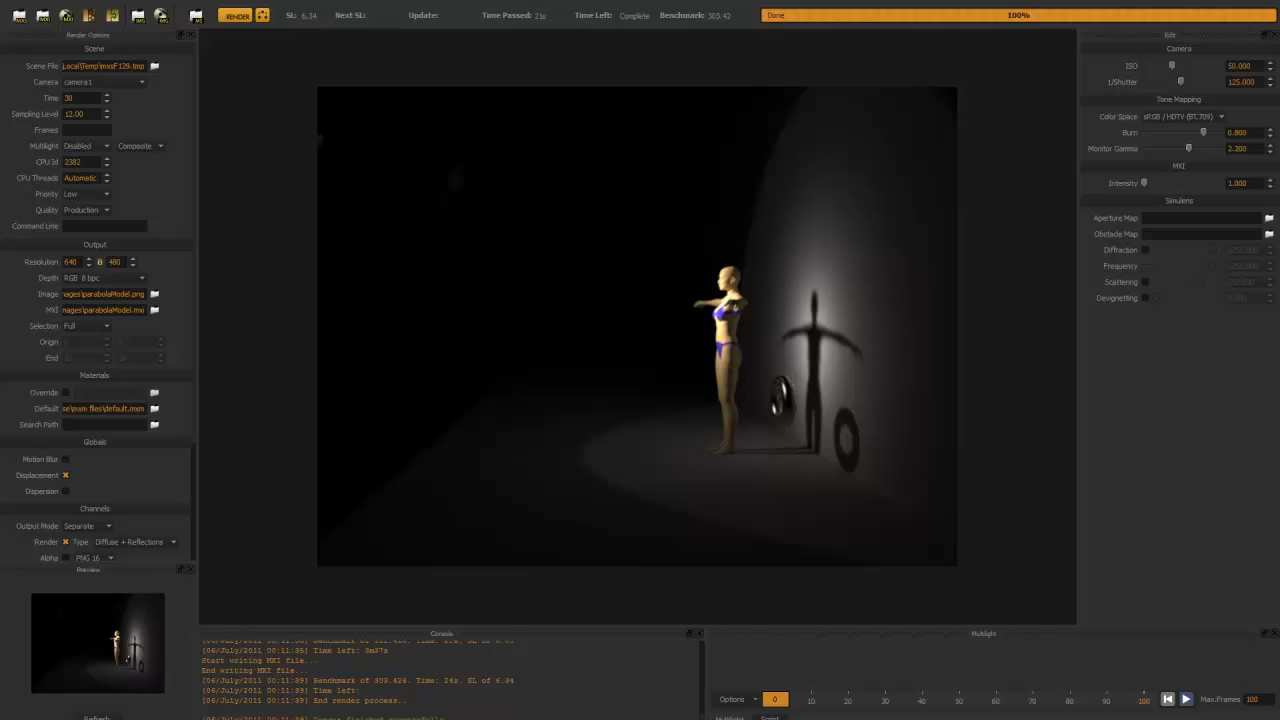 RENDER
SL: 6.34
Next SL:
Update:
Time Passed: 21s
Time Left: Complete
Benchmark: 303.42
Done
100%
Render Options
Scene
Scene File Local\Temp\mxsF129.tmp
Camera camera1
Time 30
Sampling Level 12.00
Frames
Multilight Disabled Composite
CPU Id 2382
CPU Threads Automatic
Priority Low
Quality Production
Command Line
Output
Resolution 640 480
Depth RGB 8 bpc
Image nages\parabolaModel.png
MXI nages\parabolaModel.mxi
Selection Full
Origin
End
Materials
Override
Default se\mxm files\default.mxm
Search Path
Globals
Motion Blur
Displacement
Dispersion
Channels
Output Mode Separate
Render Type Diffuse + Reflections
Alpha PNG 16
Preview
Refresh
Console
[06/July/2011 00:11:35] Time left: 3m37s
Start writing MXI file...
End writing MXI file...
[06/July/2011 00:11:39] Benchmark of 303.424. Time: 24s. SL of 6.34
[06/July/2011 00:11:39] Time left:
[06/July/2011 00:11:39] End render process..
Multilight
Options 0 10 20 30 40 50 60 70 80 90 100
Max.Frames 100
Multilight Script
Edit
Camera
ISO 50.000
1/Shutter 125.000
Tone Mapping
Color Space sRGB / HDTV (BT.709)
Burn 0.800
Monitor Gamma 2.200
MXI
Intensity 1.000
Simulens
Aperture Map
Obstacle Map
Diffraction
Frequency
Scattering
Devignetting